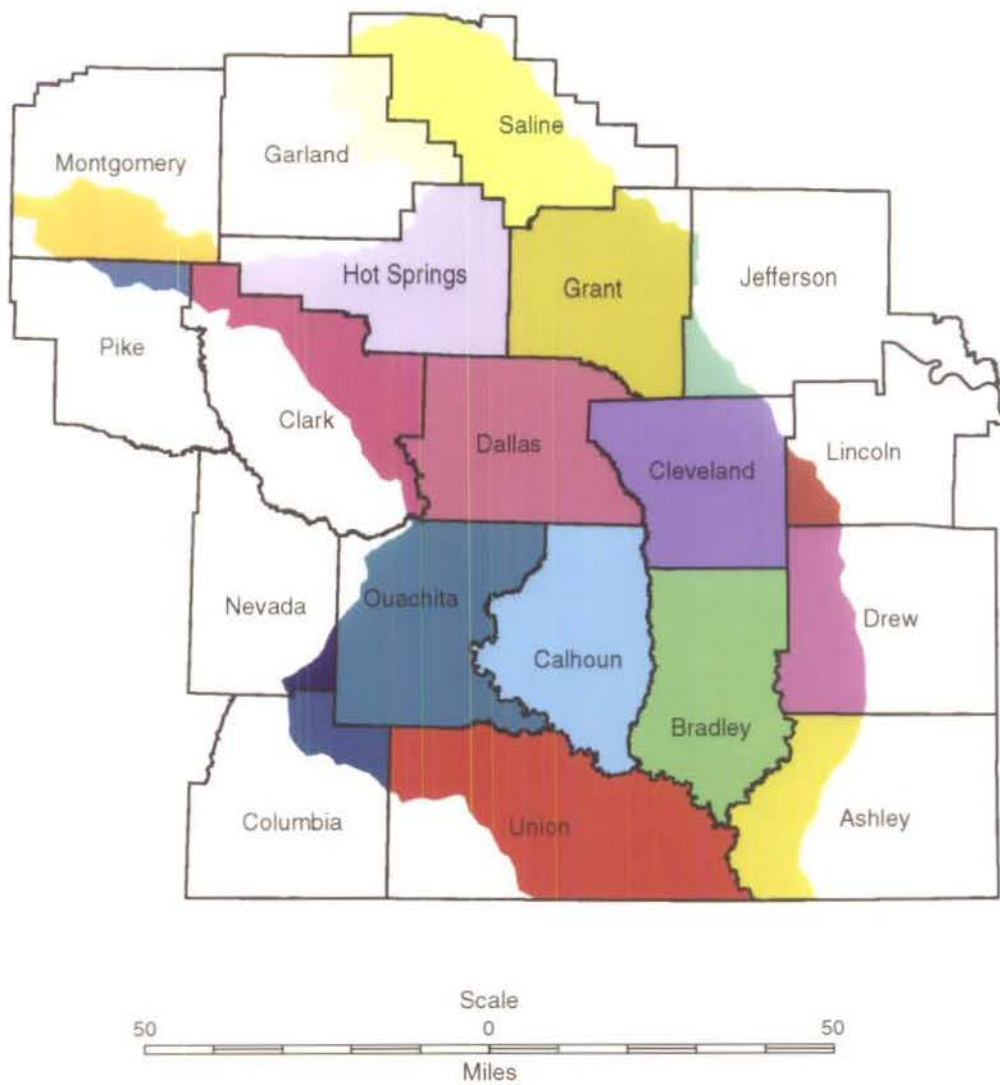 Saline
Garland
Montgomery
Hot Springs
Grant
Jefferson
Pike
Clark
Dallas
Cleveland
Lincoln
Nevada
Ouachita
Calhoun
Drew
Bradley
Columbia
Union
Ashley
Scale
50 0 50
Miles